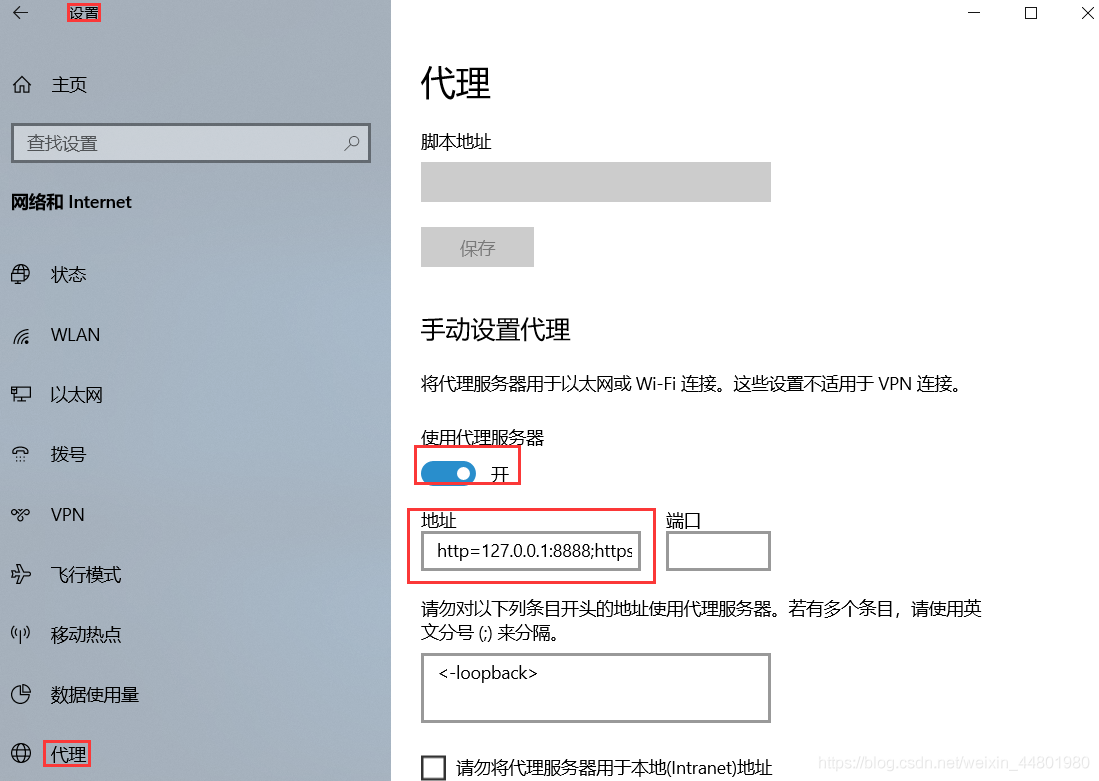 设置
主页
查找设置
网络和 Internet
状态
WLAN
以太网
拨号
VPN
飞行模式
移动热点
数据使用量
代理
代理
脚本地址
保存
手动设置代理
将代理服务器用于以太网或 Wi-Fi 连接。这些设置不适用于 VPN 连接。
使用代理服务器
开
地址 端口
http=127.0.0.1:8888;https
请勿对以下列条目开头的地址使用代理服务器。若有多个条目，请使用英
文分号 (;) 来分隔。
<-loopback>
请勿将代理服务器用于本地(Intranet)地址
https://blog.csdn.net/weixin_44801980